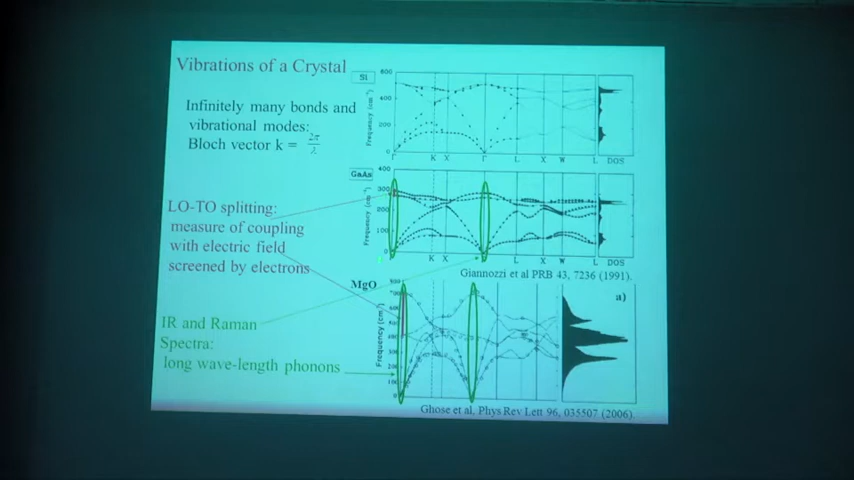 Vibrations of a Crystal
Infinitely many bonds and
vibrational modes:
Bloch vector k = 2π/λ
LO-TO splitting:
measure of coupling
with electric field
screened by electrons
IR and Raman
Spectra:
long wave-length phonons
Si
600
400
200
0
Frequency (cm⁻¹)
Γ K X Γ L X W L DOS
GaAs
400
300
200
100
0
Frequency (cm⁻¹)
K X L X W L DOS
Giannozzi et al PRB 43, 7236 (1991).
MgO
a)
Frequency (cm⁻¹)
Ghose et al, Phys Rev Lett 96, 035507 (2006).